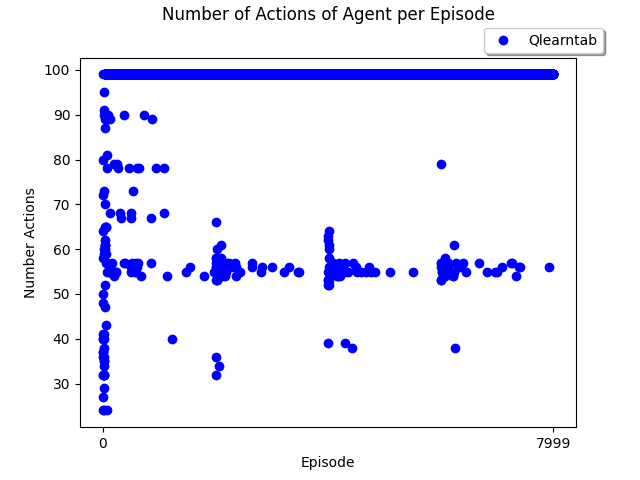 Number of Actions of Agent per Episode
Qlearntab
100
90
80
70
60
50
40
30
Number Actions
0
7999
Episode